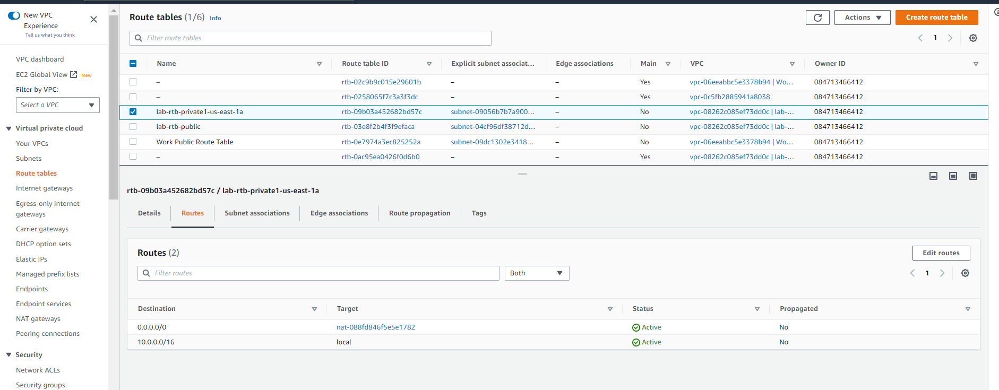 New VPC
Experience
Tell us what you think
VPC dashboard
EC2 Global View New
Filter by VPC:
Select a VPC
Virtual private cloud
Your VPCs
Subnets
Route tables
Internet gateways
Egress-only internet
gateways
Carrier gateways
DHCP option sets
Elastic IPs
Managed prefix lists
Endpoints
Endpoint services
NAT gateways
Peering connections
Security
Network ACLs
Security groups
Route tables (1/6) Info
Actions
Create route table
Filter route tables
1
Name Route table ID Explicit subnet associat... Edge associations Main VPC Owner ID
– rtb-02c9b9c015e29601b – – Yes vpc-06eeabbc5e3378b94 | Wo... 084713466412
– rtb-0258065f7c3a3f3dc – – Yes vpc-0c5fb2885941a8038 084713466412
lab-rtb-private1-us-east-1a rtb-09b03a452682bd57c subnet-09056b7b7a900... – No vpc-08262c085ef73dd0c | lab-... 084713466412
lab-rtb-public rtb-03e8f2b4f3f9efaca subnet-04cf96df38712d... – No vpc-08262c085ef73dd0c | lab-... 084713466412
Work Public Route Table rtb-0e7974a3ec825252a subnet-09dc1302e3418... – No vpc-06eeabbc5e3378b94 | Wo... 084713466412
– rtb-0ac95ea0426f0d6b0 – – Yes vpc-08262c085ef73dd0c | lab-... 084713466412
rtb-09b03a452682bd57c / lab-rtb-private1-us-east-1a
Details Routes Subnet associations Edge associations Route propagation Tags
Routes (2)
Edit routes
Filter routes
Both
1
Destination Target Status Propagated
0.0.0.0/0 nat-088fd846f5e5e1782 Active No
10.0.0.0/16 local Active No